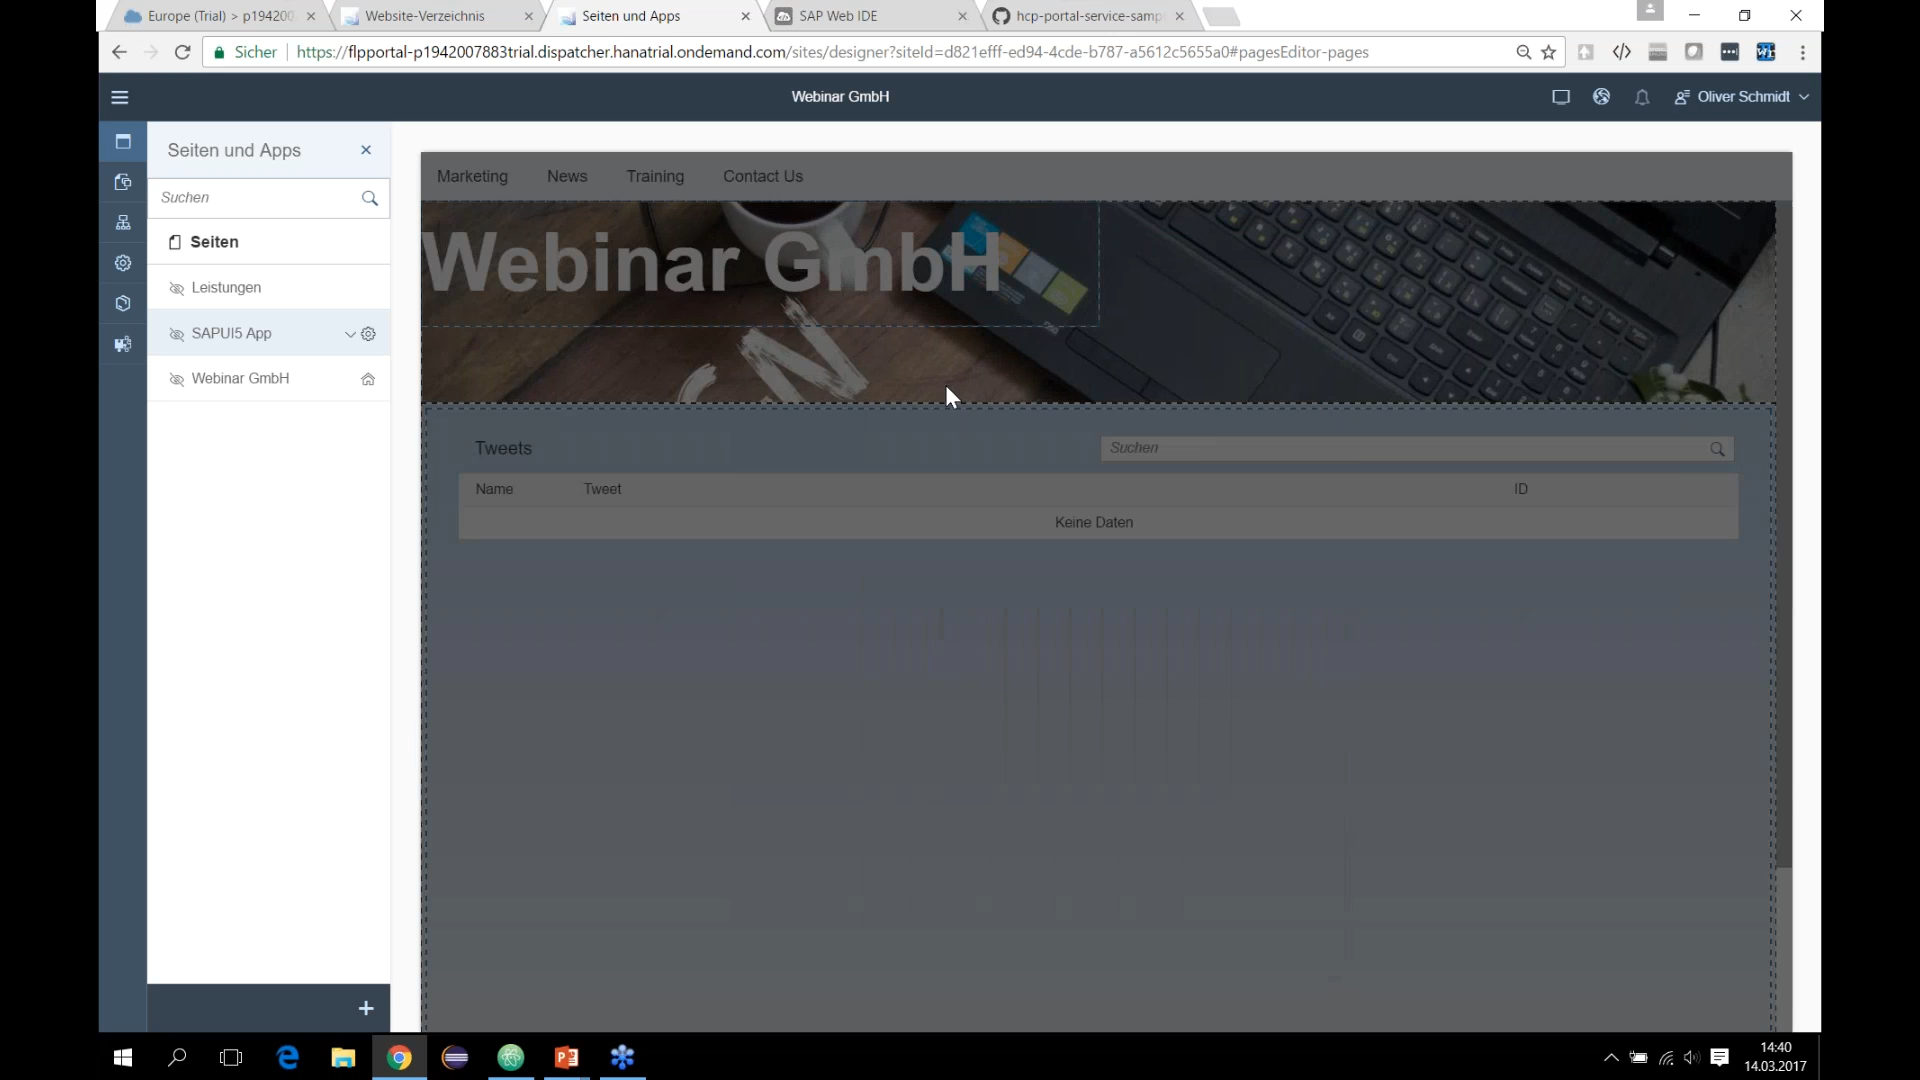 Europe (Trial) > p194200
Website-Verzeichnis
Seiten und Apps
SAP Web IDE
hcp-portal-service-samp
Sicher
https://flpportal-p1942007883trial.dispatcher.hanatrial.ondemand.com/sites/designer?siteId=d821efff-ed94-4cde-b787-a5612c5655a0#pagesEditor-pages
Webinar GmbH
Oliver Schmidt
Seiten und Apps
Suchen
Seiten
Leistungen
SAPUI5 App
Webinar GmbH
Marketing
News
Training
Contact Us
Webinar GmbH
Tweets
Suchen
Name
Tweet
ID
Keine Daten
14:40
14.03.2017